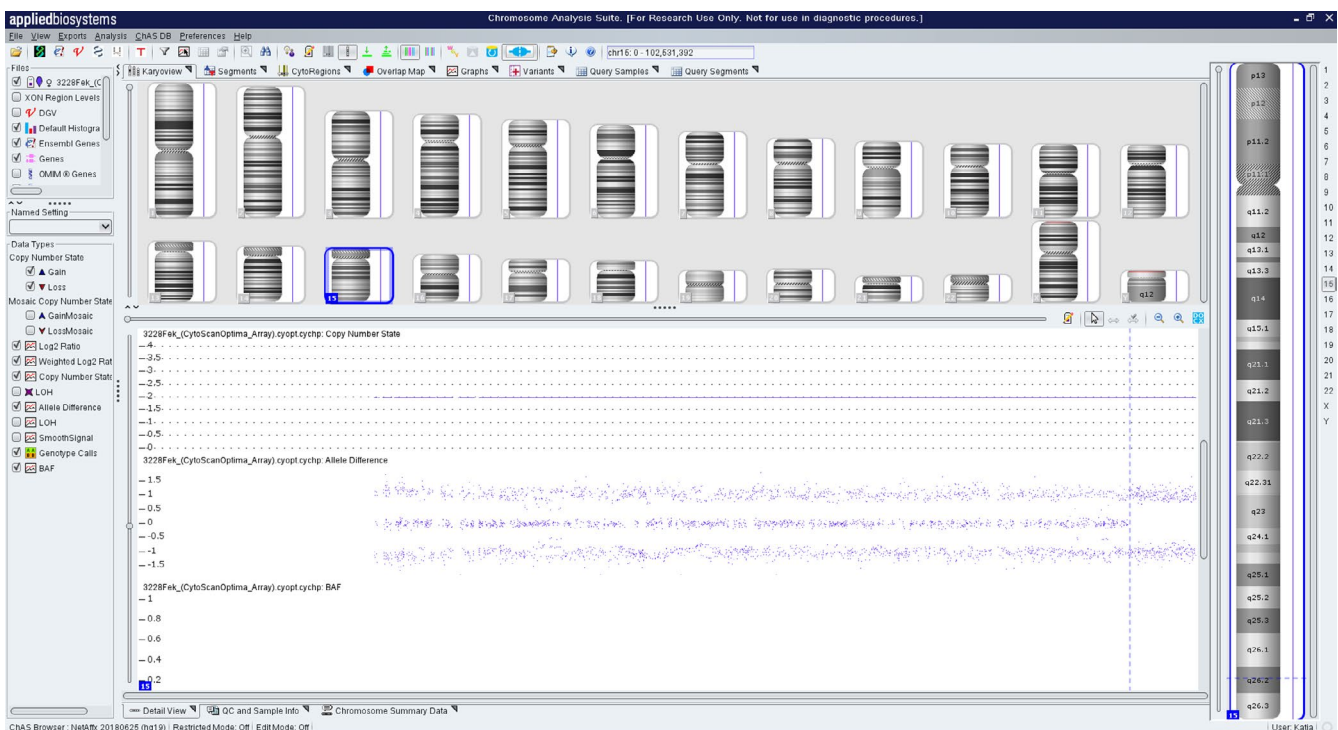 appliedbiosystems
Chromosome Analysis Suite. [For Research Use Only. Not for use in diagnostic procedures.]
File View Exports Analysis ChAS DB Preferences Help
chr15: 0 - 102,531,392
Files
3228Fek_(C
XON Region Levels
DGV
Default Histogra
Ensembl Genes
Genes
OMIM ® Genes
Named Setting
Data Types
Copy Number State
Gain
Loss
Mosaic Copy Number State
GainMosaic
LossMosaic
Log2 Ratio
Weighted Log2 Rat
Copy Number State
LOH
Allele Difference
LOH
SmoothSignal
Genotype Calls
BAF
Karyoview Segments CytoRegions Overlap Map Graphs Variants Query Samples Query Segments
15
q12
3228Fek_(CytoScanOptima_Array).cyopt.cychp: Copy Number State
4
3.5
3
2.5
2
1.5
1
0.5
0
3228Fek_(CytoScanOptima_Array).cyopt.cychp: Allele Difference
1.5
1
0.5
0
-0.5
-1
-1.5
3228Fek_(CytoScanOptima_Array).cyopt.cychp: BAF
1
0.8
0.6
0.4
0.2
15
Detail View QC and Sample Info Chromosome Summary Data
p13
p12
p11.2
p11.1
q11.2
q12
q13.1
q13.3
q14
q15.1
q21.1
q21.2
q21.3
q22.2
q22.31
q23
q24.1
q25.1
q25.2
q25.3
q26.1
q26.2
q26.3
15
1
2
3
4
5
6
7
8
9
10
11
12
13
14
15
16
17
18
19
20
21
22
X
Y
ChAS Browser : NetAffx 20180625 (hg19) Restricted Mode: Off Edit Mode: Off
User: Katia